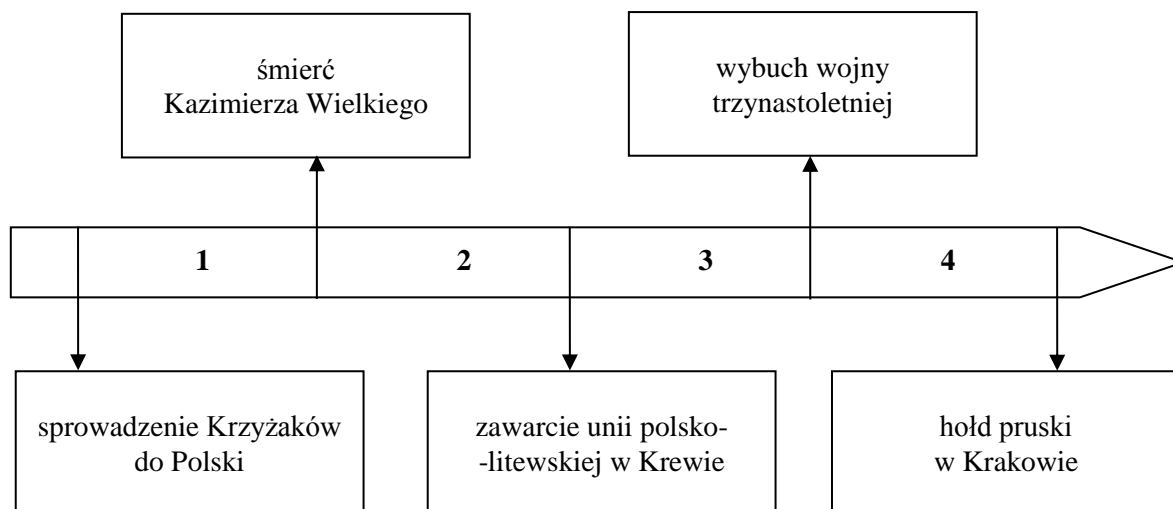 śmierć
Kazimierza Wielkiego
wybuch wojny
trzynastoletniej
1
2
3
4
sprowadzenie Krzyżaków
do Polski
zawarcie unii polsko-
-litewskiej w Krewie
hołd pruski
w Krakowie